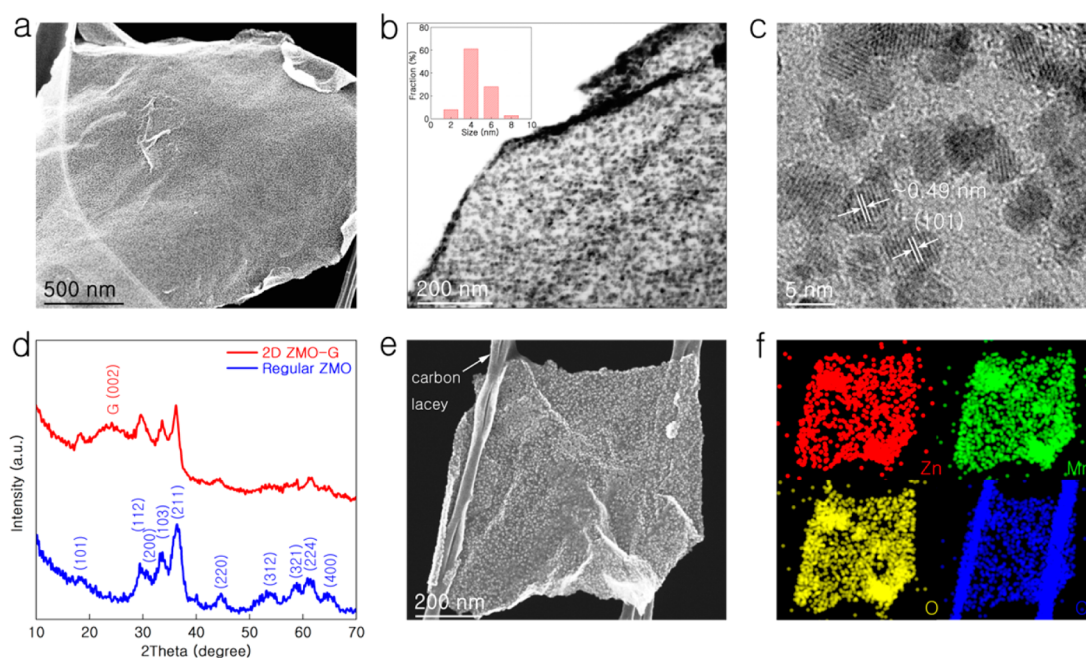 a
500 nm
b
80
60
40
20
0
Fraction (%)
0 2 4 6 8 10
Size (nm)
200 nm
c
~0.49 nm
(101)
5 nm
d
2D ZMO-G
Regular ZMO
G (002)
(101)
(112)
(200)
(103)
(211)
(220)
(312)
(321)
(224)
(400)
Intensity (a.u.)
10 20 30 40 50 60 70
2Theta (degree)
e
carbon
lacey
200 nm
f
Zn
Mn
O
C